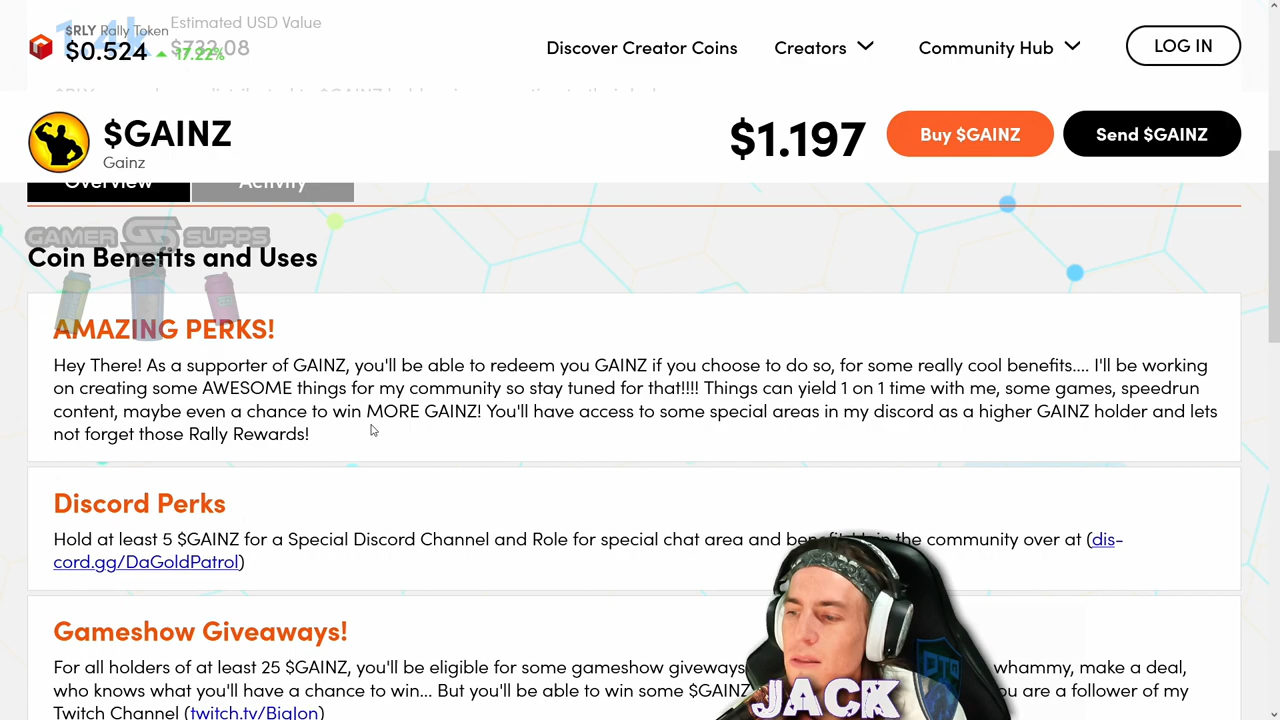 1.4k
Estimated USD Value
$RLY Rally Token
$732.08
$0.524 17.22%
Discover Creator Coins
Creators
Community Hub
LOG IN
$GAINZ
Gainz
$1.197
Buy $GAINZ
Send $GAINZ
Overview
Activity
GAMER GS SUPPS
Coin Benefits and Uses
AMAZING PERKS!
Hey There! As a supporter of GAINZ, you'll be able to redeem you GAINZ if you choose to do so, for some really cool benefits.... I'll be working
on creating some AWESOME things for my community so stay tuned for that!!!! Things can yield 1 on 1 time with me, some games, speedrun
content, maybe even a chance to win MORE GAINZ! You'll have access to some special areas in my discord as a higher GAINZ holder and lets
not forget those Rally Rewards!
Discord Perks
Hold at least 5 $GAINZ for a Special Discord Channel and Role for special chat area and benefits! Join the community over at (dis-
cord.gg/DaGoldPatrol)
Gameshow Giveaways!
For all holders of at least 25 $GAINZ, you'll be eligible for some gameshow giveways whammy, make a deal,
who knows what you'll have a chance to win... But you'll be able to win some $GAINZ you are a follower of my
Twitch Channel (twitch.tv/BigJon)
JACK